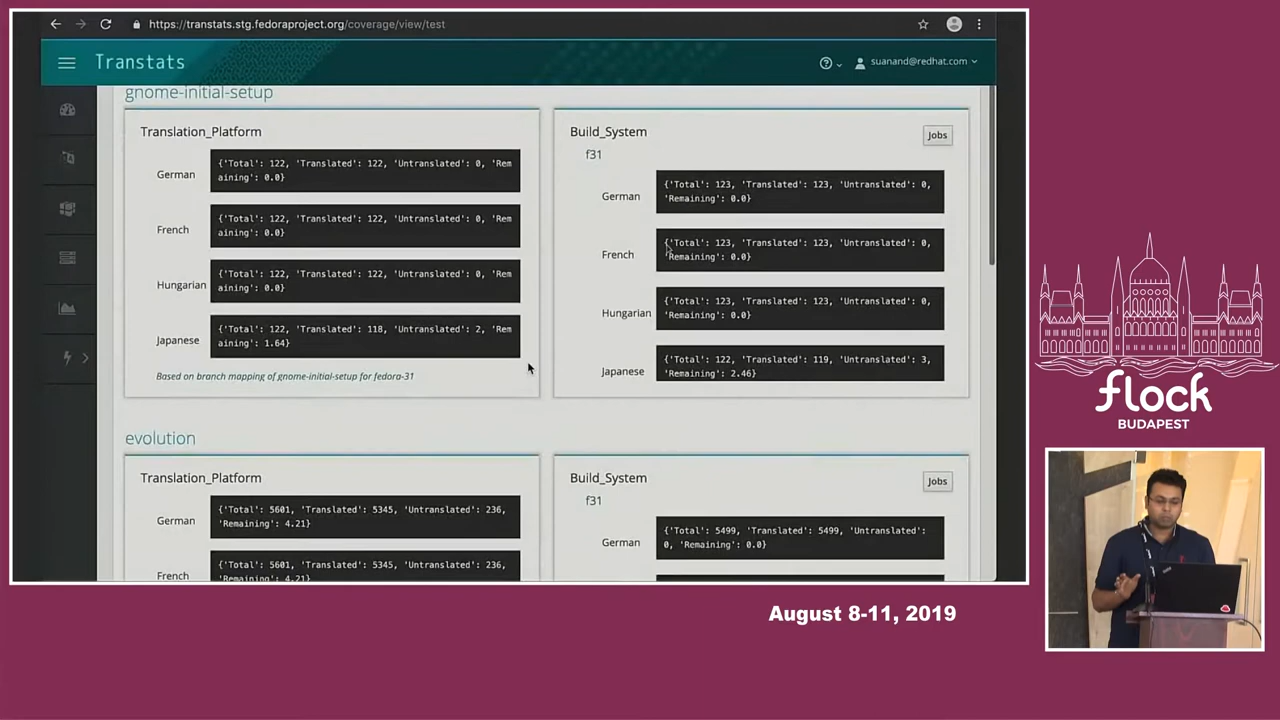 https://transtats.stg.fedoraproject.org/coverage/view/test
Transtats
suanand@redhat.com
gnome-initial-setup
Translation_Platform
German
{'Total': 122, 'Translated': 122, 'Untranslated': 0, 'Rem
aining': 0.0}
French
{'Total': 122, 'Translated': 122, 'Untranslated': 0, 'Rem
aining': 0.0}
Hungarian
{'Total': 122, 'Translated': 122, 'Untranslated': 0, 'Rem
aining': 0.0}
Japanese
{'Total': 122, 'Translated': 118, 'Untranslated': 2, 'Rem
aining': 1.64}
Based on branch mapping of gnome-initial-setup for fedora-31
Build_System
Jobs
f31
German
{'Total': 123, 'Translated': 123, 'Untranslated': 0,
'Remaining': 0.0}
French
{'Total': 123, 'Translated': 123, 'Untranslated': 0,
'Remaining': 0.0}
Hungarian
{'Total': 123, 'Translated': 123, 'Untranslated': 0,
'Remaining': 0.0}
Japanese
{'Total': 122, 'Translated': 119, 'Untranslated': 3,
'Remaining': 2.46}
evolution
Translation_Platform
German
{'Total': 5601, 'Translated': 5345, 'Untranslated': 236,
'Remaining': 4.21}
French
{'Total': 5601, 'Translated': 5345, 'Untranslated': 236,
'Remaining': 4.21}
Build_System
Jobs
f31
German
{'Total': 5499, 'Translated': 5499, 'Untranslated':
0, 'Remaining': 0.0}
flock
BUDAPEST
August 8-11, 2019